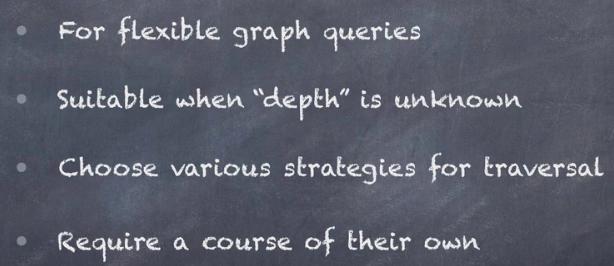 For flexible graph queries
Suitable when “depth” is unknown
Choose various strategies for traversal
Require a course of their own